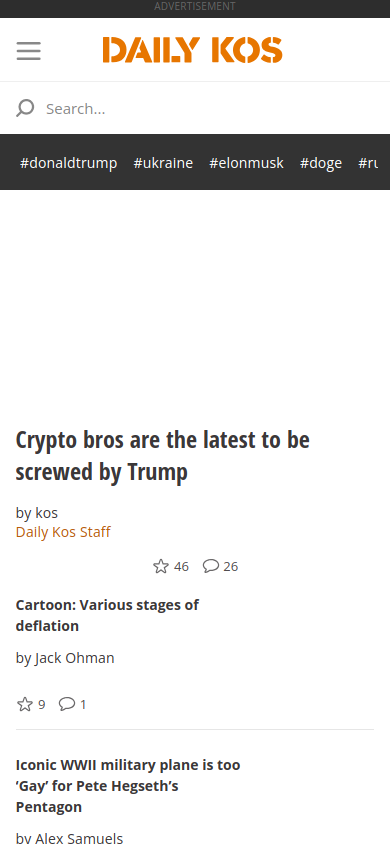 ADVERTISEMENT
DAILY KOS
Search...
#donaldtrump #ukraine #elonmusk #doge #ru
Crypto bros are the latest to be
screwed by Trump
by kos
Daily Kos Staff
46 26
Cartoon: Various stages of
deflation
by Jack Ohman
9 1
Iconic WWII military plane is too
‘Gay’ for Pete Hegseth’s
Pentagon
by Alex Samuels